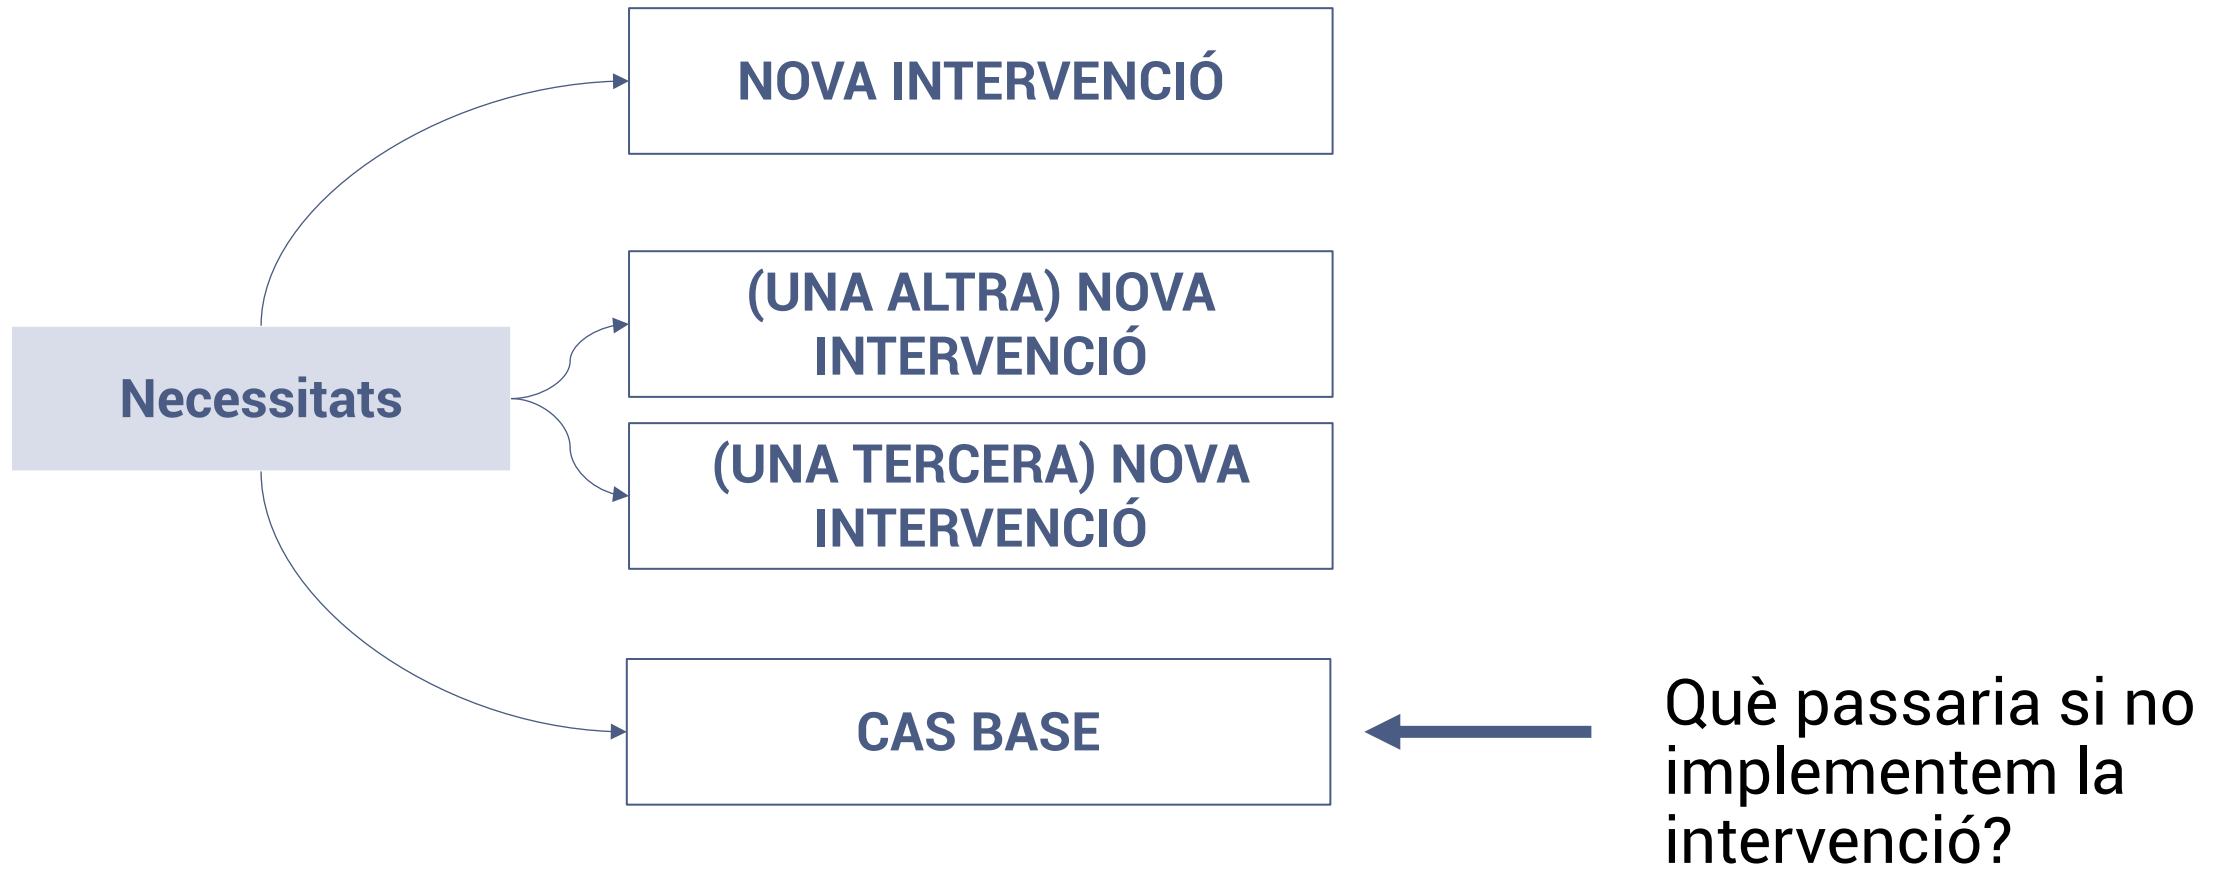 NOVA INTERVENCIÓ
(UNA ALTRA) NOVA
INTERVENCIÓ
Necessitats
(UNA TERCERA) NOVA
INTERVENCIÓ
CAS BASE
Què passaria si no
implementem la
intervenció?